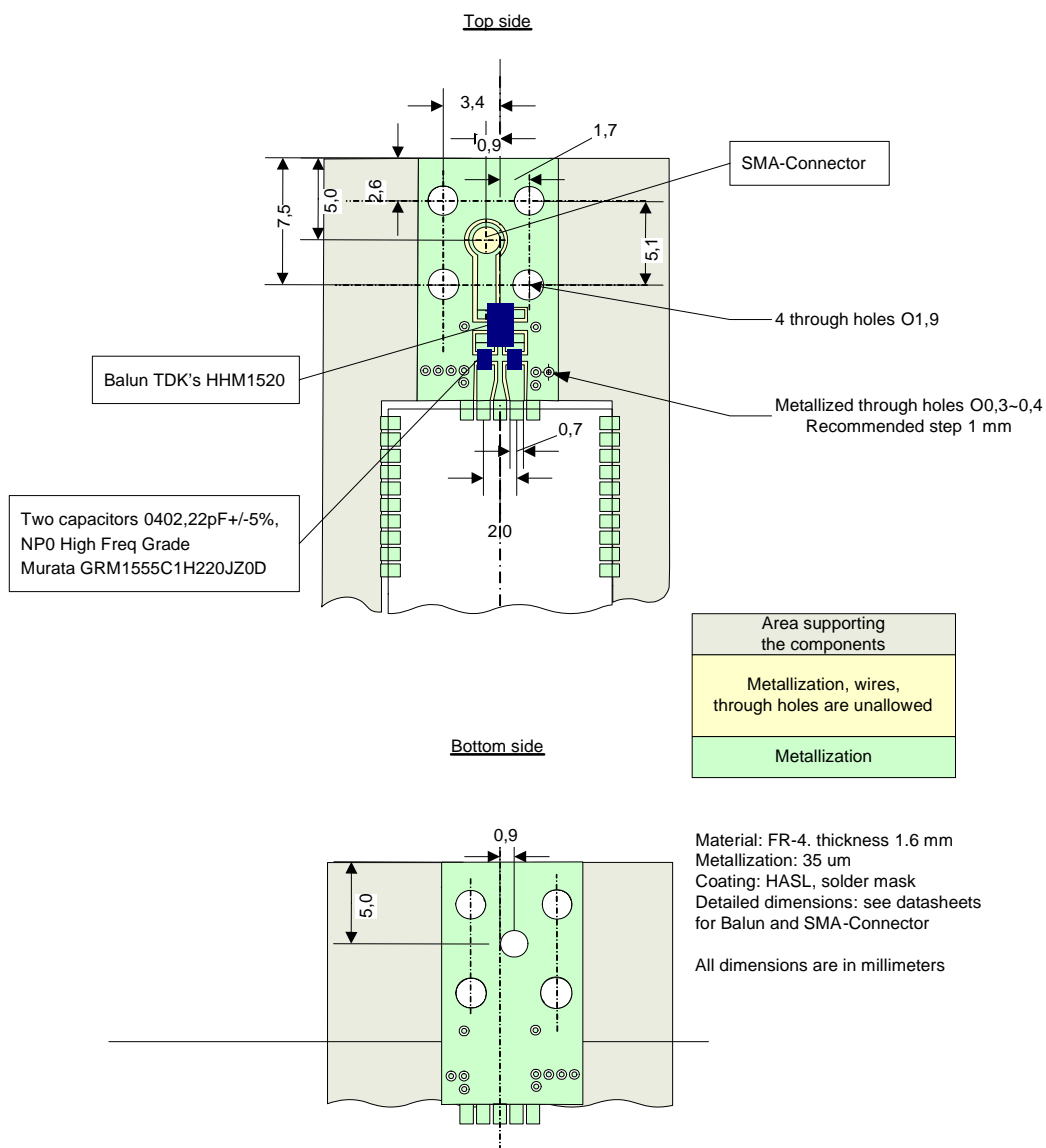 Top side
3,4
0,9
1,7
SMA-Connector
7,5
5,0
2,6
5,1
4 through holes O1,9
Balun TDK's HHM1520
Metallized through holes O0,3~0,4
Recommended step 1 mm
0,7
Two capacitors 0402,22pF+/-5%,
NP0 High Freq Grade
Murata GRM1555C1H220JZ0D
2,0
Area supporting
the components
Metallization, wires,
through holes are unallowed
Metallization
Bottom side
0,9
5,0
Material: FR-4. thickness 1.6 mm
Metallization: 35 um
Coating: HASL, solder mask
Detailed dimensions: see datasheets
for Balun and SMA-Connector
All dimensions are in millimeters